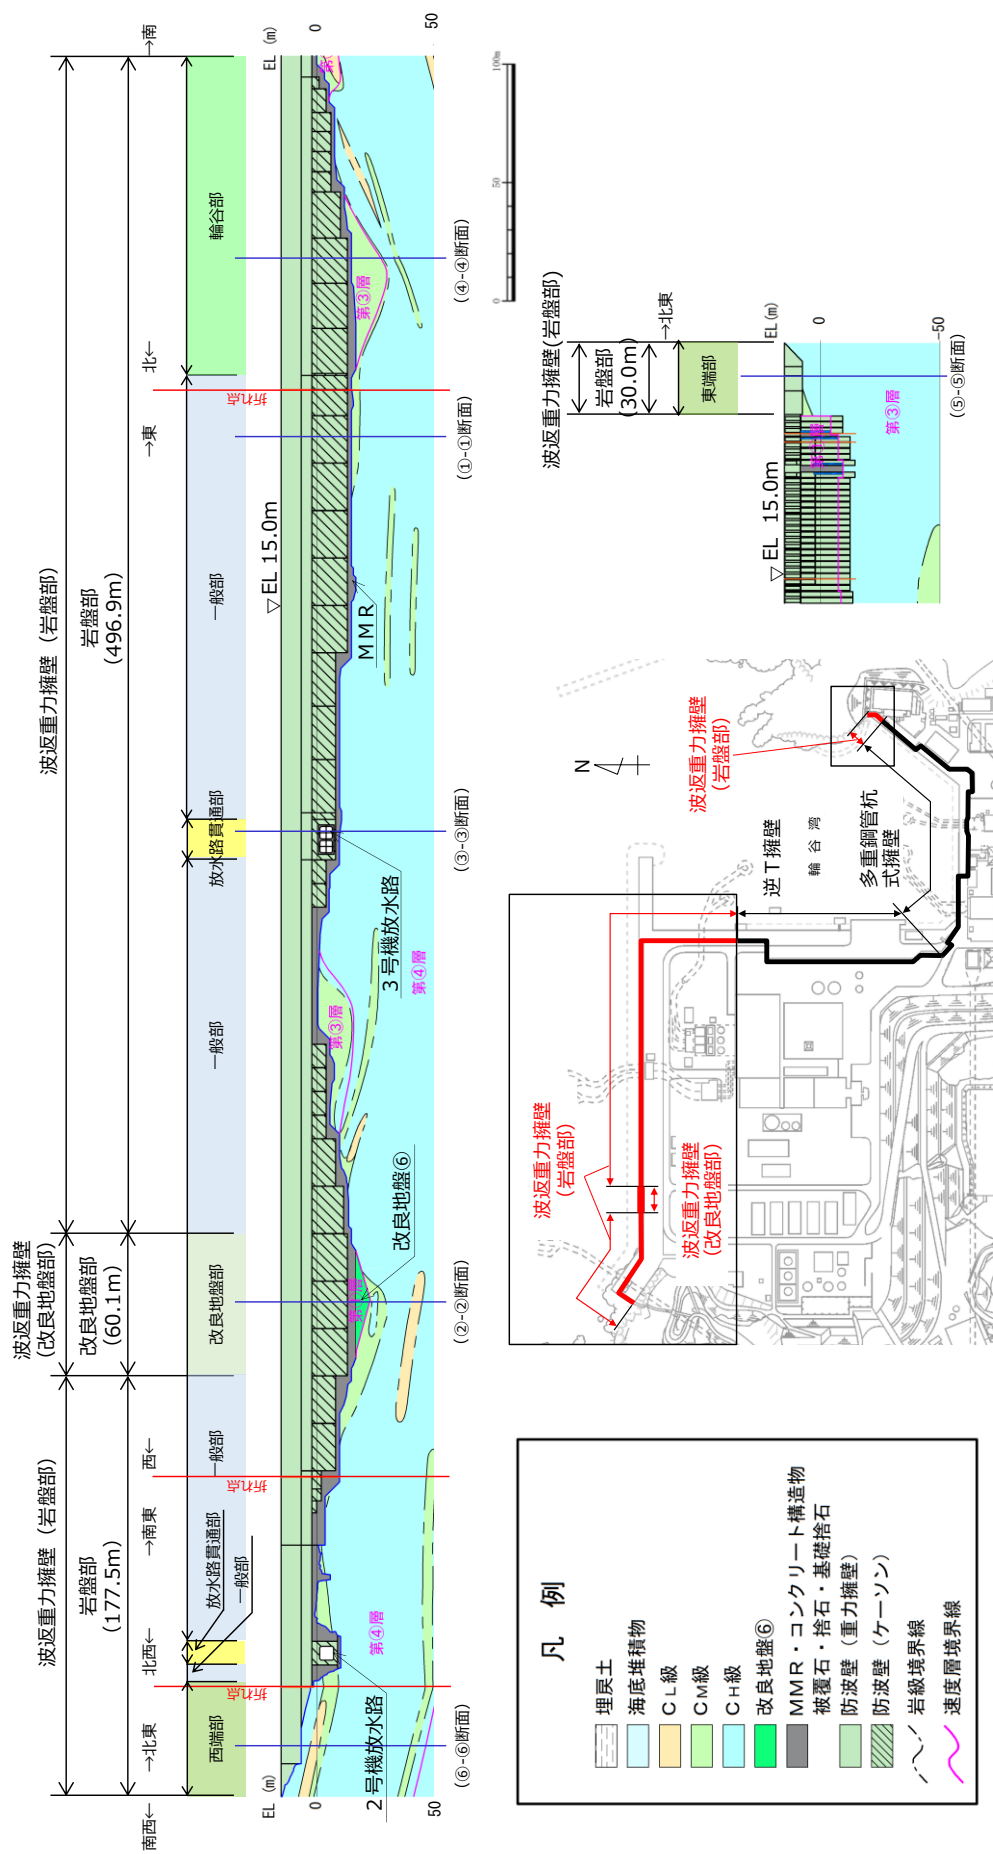 波返重力擁壁（岩盤部）
波返重力擁壁
（改良地盤部）
波返重力擁壁（岩盤部）
岩盤部
(177.5m)
改良地盤部
(60.1m)
岩盤部
(496.9m)
南西←
→北東
北西←
→南東
西←
→東
北←
→南
西端部
一般部
放水路貫通部
一般部
改良地盤部
一般部
放水路貫通部
一般部
輪谷部
折れ点
折れ点
折れ点
▽EL 15.0m
EL (m)
0
50
EL (m)
0
50
第④層
第③層
第④層
第③層
2号機放水路
改良地盤⑥
3号機放水路
MMR
(⑥-⑥断面)
(②-②断面)
(③-③断面)
(①-①断面)
(④-④断面)
0
50
100m
凡 例
埋戻土
海底堆積物
CL級
CM級
CH級
改良地盤⑥
MMR・コンクリート構造物
被覆石・捨石・基礎捨石
防波壁（重力擁壁）
防波壁（ケーソン）
岩級境界線
速度層境界線
波返重力擁壁
（岩盤部）
波返重力擁壁
（改良地盤部）
N
逆T擁壁
輪谷湾
多重鋼管杭
式擁壁
波返重力擁壁
（岩盤部）
波返重力擁壁(岩盤部)
岩盤部
(30.0m)
→北東
東端部
▽EL 15.0m
EL(m)
0
-50
第③層
(⑤-⑤断面)